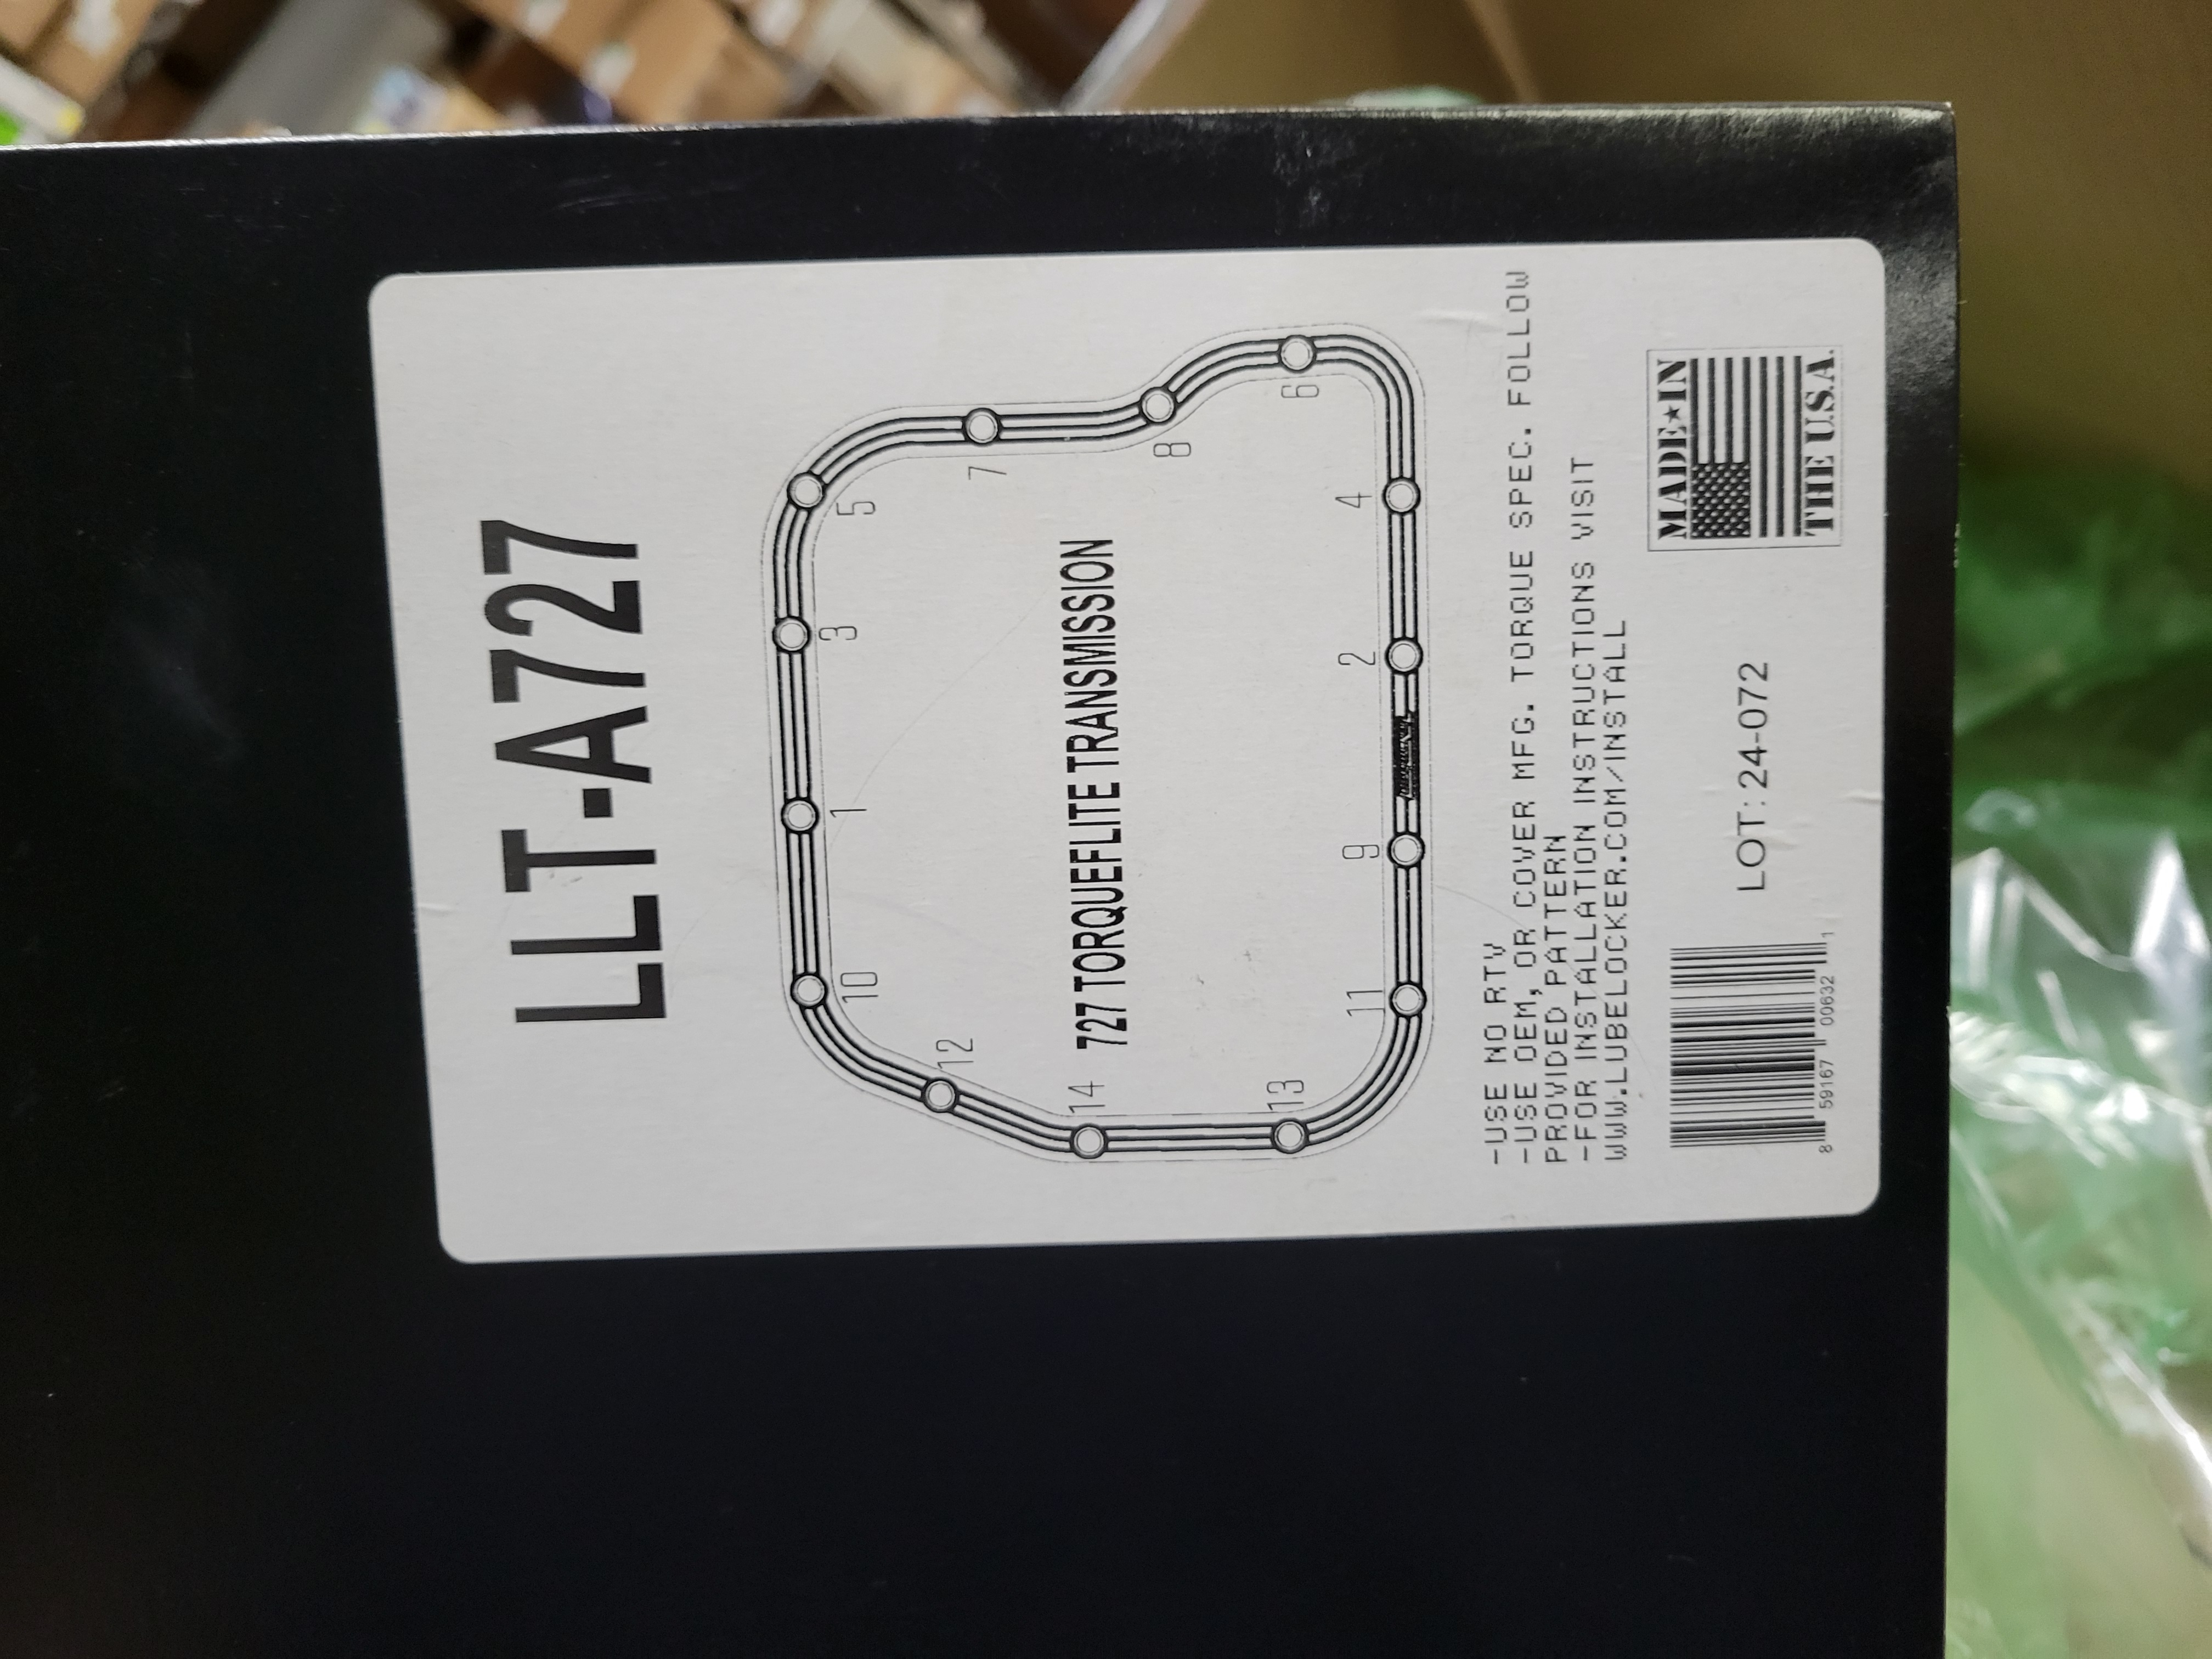 LLT-A727
5
7
3
8
1
727 TORQUEFLITE TRANSMISSION
6
10
4
12
2
14
9
13
11
-USE NO RTV
-USE OEM, OR COVER MFG. TORQUE SPEC. FOLLOW
PROVIDED PATTERN
-FOR INSTALLATION INSTRUCTIONS VISIT
WWW.LUBELOCKER.COM/INSTALL
8 59167 00632 1
LOT: 24-072
MADE★IN
THE U.S.A.